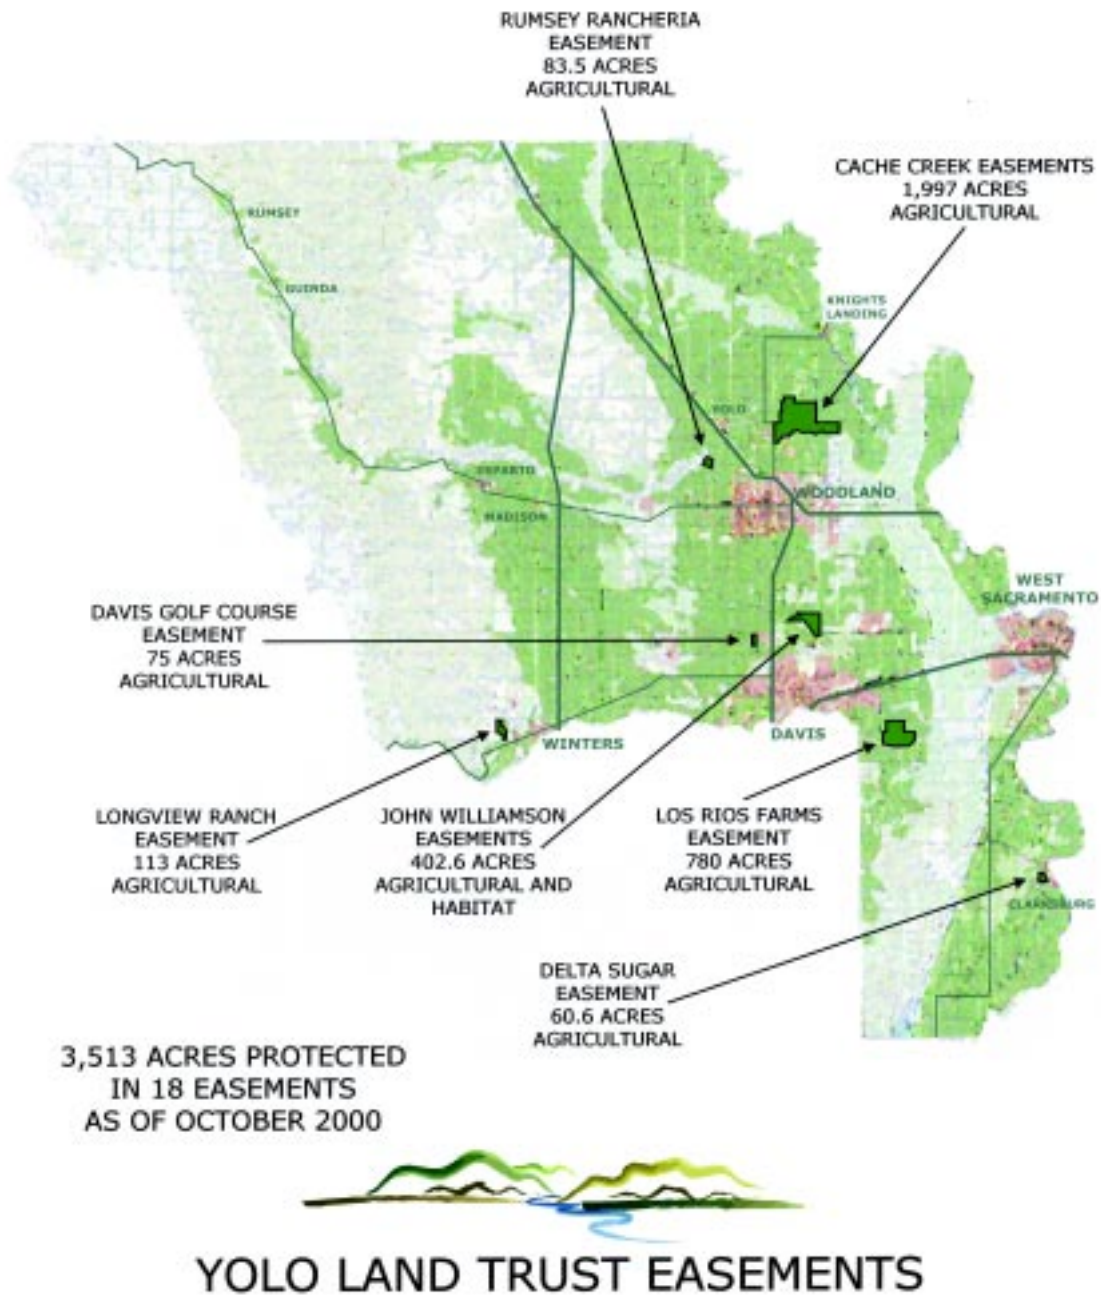 RUMSEY RANCHERIA
EASEMENT
83.5 ACRES
AGRICULTURAL
CACHE CREEK EASEMENTS
1,997 ACRES
AGRICULTURAL
RUMSEY
GUINDA
KNIGHTS
LANDING
YOLO
ESPARTO
MADISON
WOODLAND
WEST
SACRAMENTO
DAVIS GOLF COURSE
EASEMENT
75 ACRES
AGRICULTURAL
WINTERS
DAVIS
LONGVIEW RANCH
EASEMENT
113 ACRES
AGRICULTURAL
JOHN WILLIAMSON
EASEMENTS
402.6 ACRES
AGRICULTURAL AND
HABITAT
LOS RIOS FARMS
EASEMENT
780 ACRES
AGRICULTURAL
CLARKSBURG
DELTA SUGAR
EASEMENT
60.6 ACRES
AGRICULTURAL
3,513 ACRES PROTECTED
IN 18 EASEMENTS
AS OF OCTOBER 2000
YOLO LAND TRUST EASEMENTS